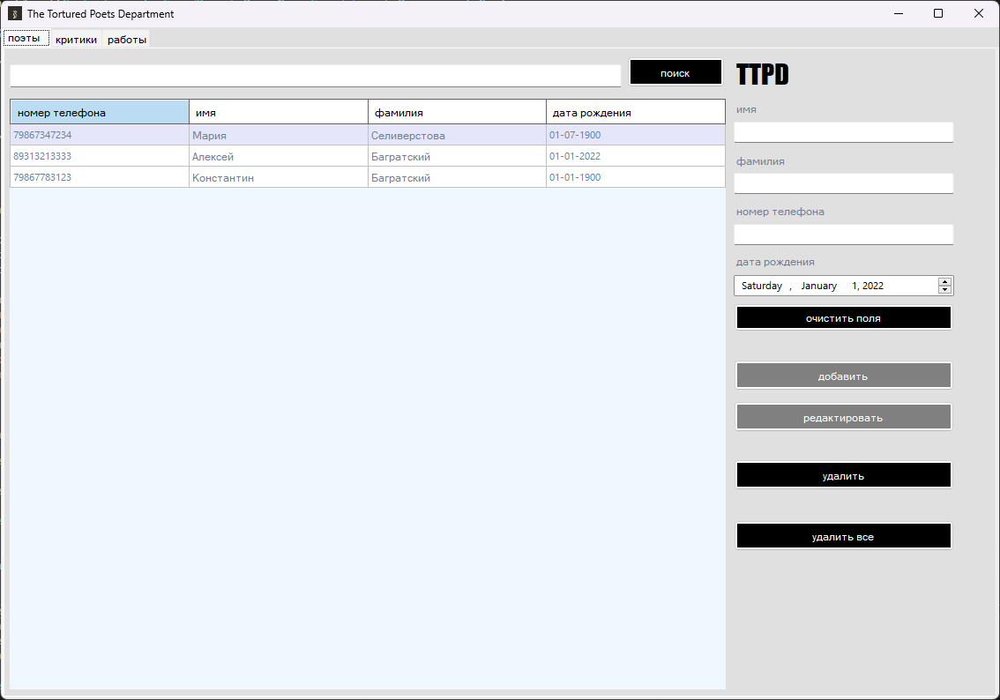 The Tortured Poets Department
поэты критики работы
поиск
номер телефона имя фамилия дата рождения
79867347234 Мария Селиверстова 01-07-1900
89313213333 Алексей Багратский 01-01-2022
79867783123 Константин Багратский 01-01-1900
TTPD
имя
фамилия
номер телефона
дата рождения
Saturday , January 1, 2022
очистить поля
добавить
редактировать
удалить
удалить все